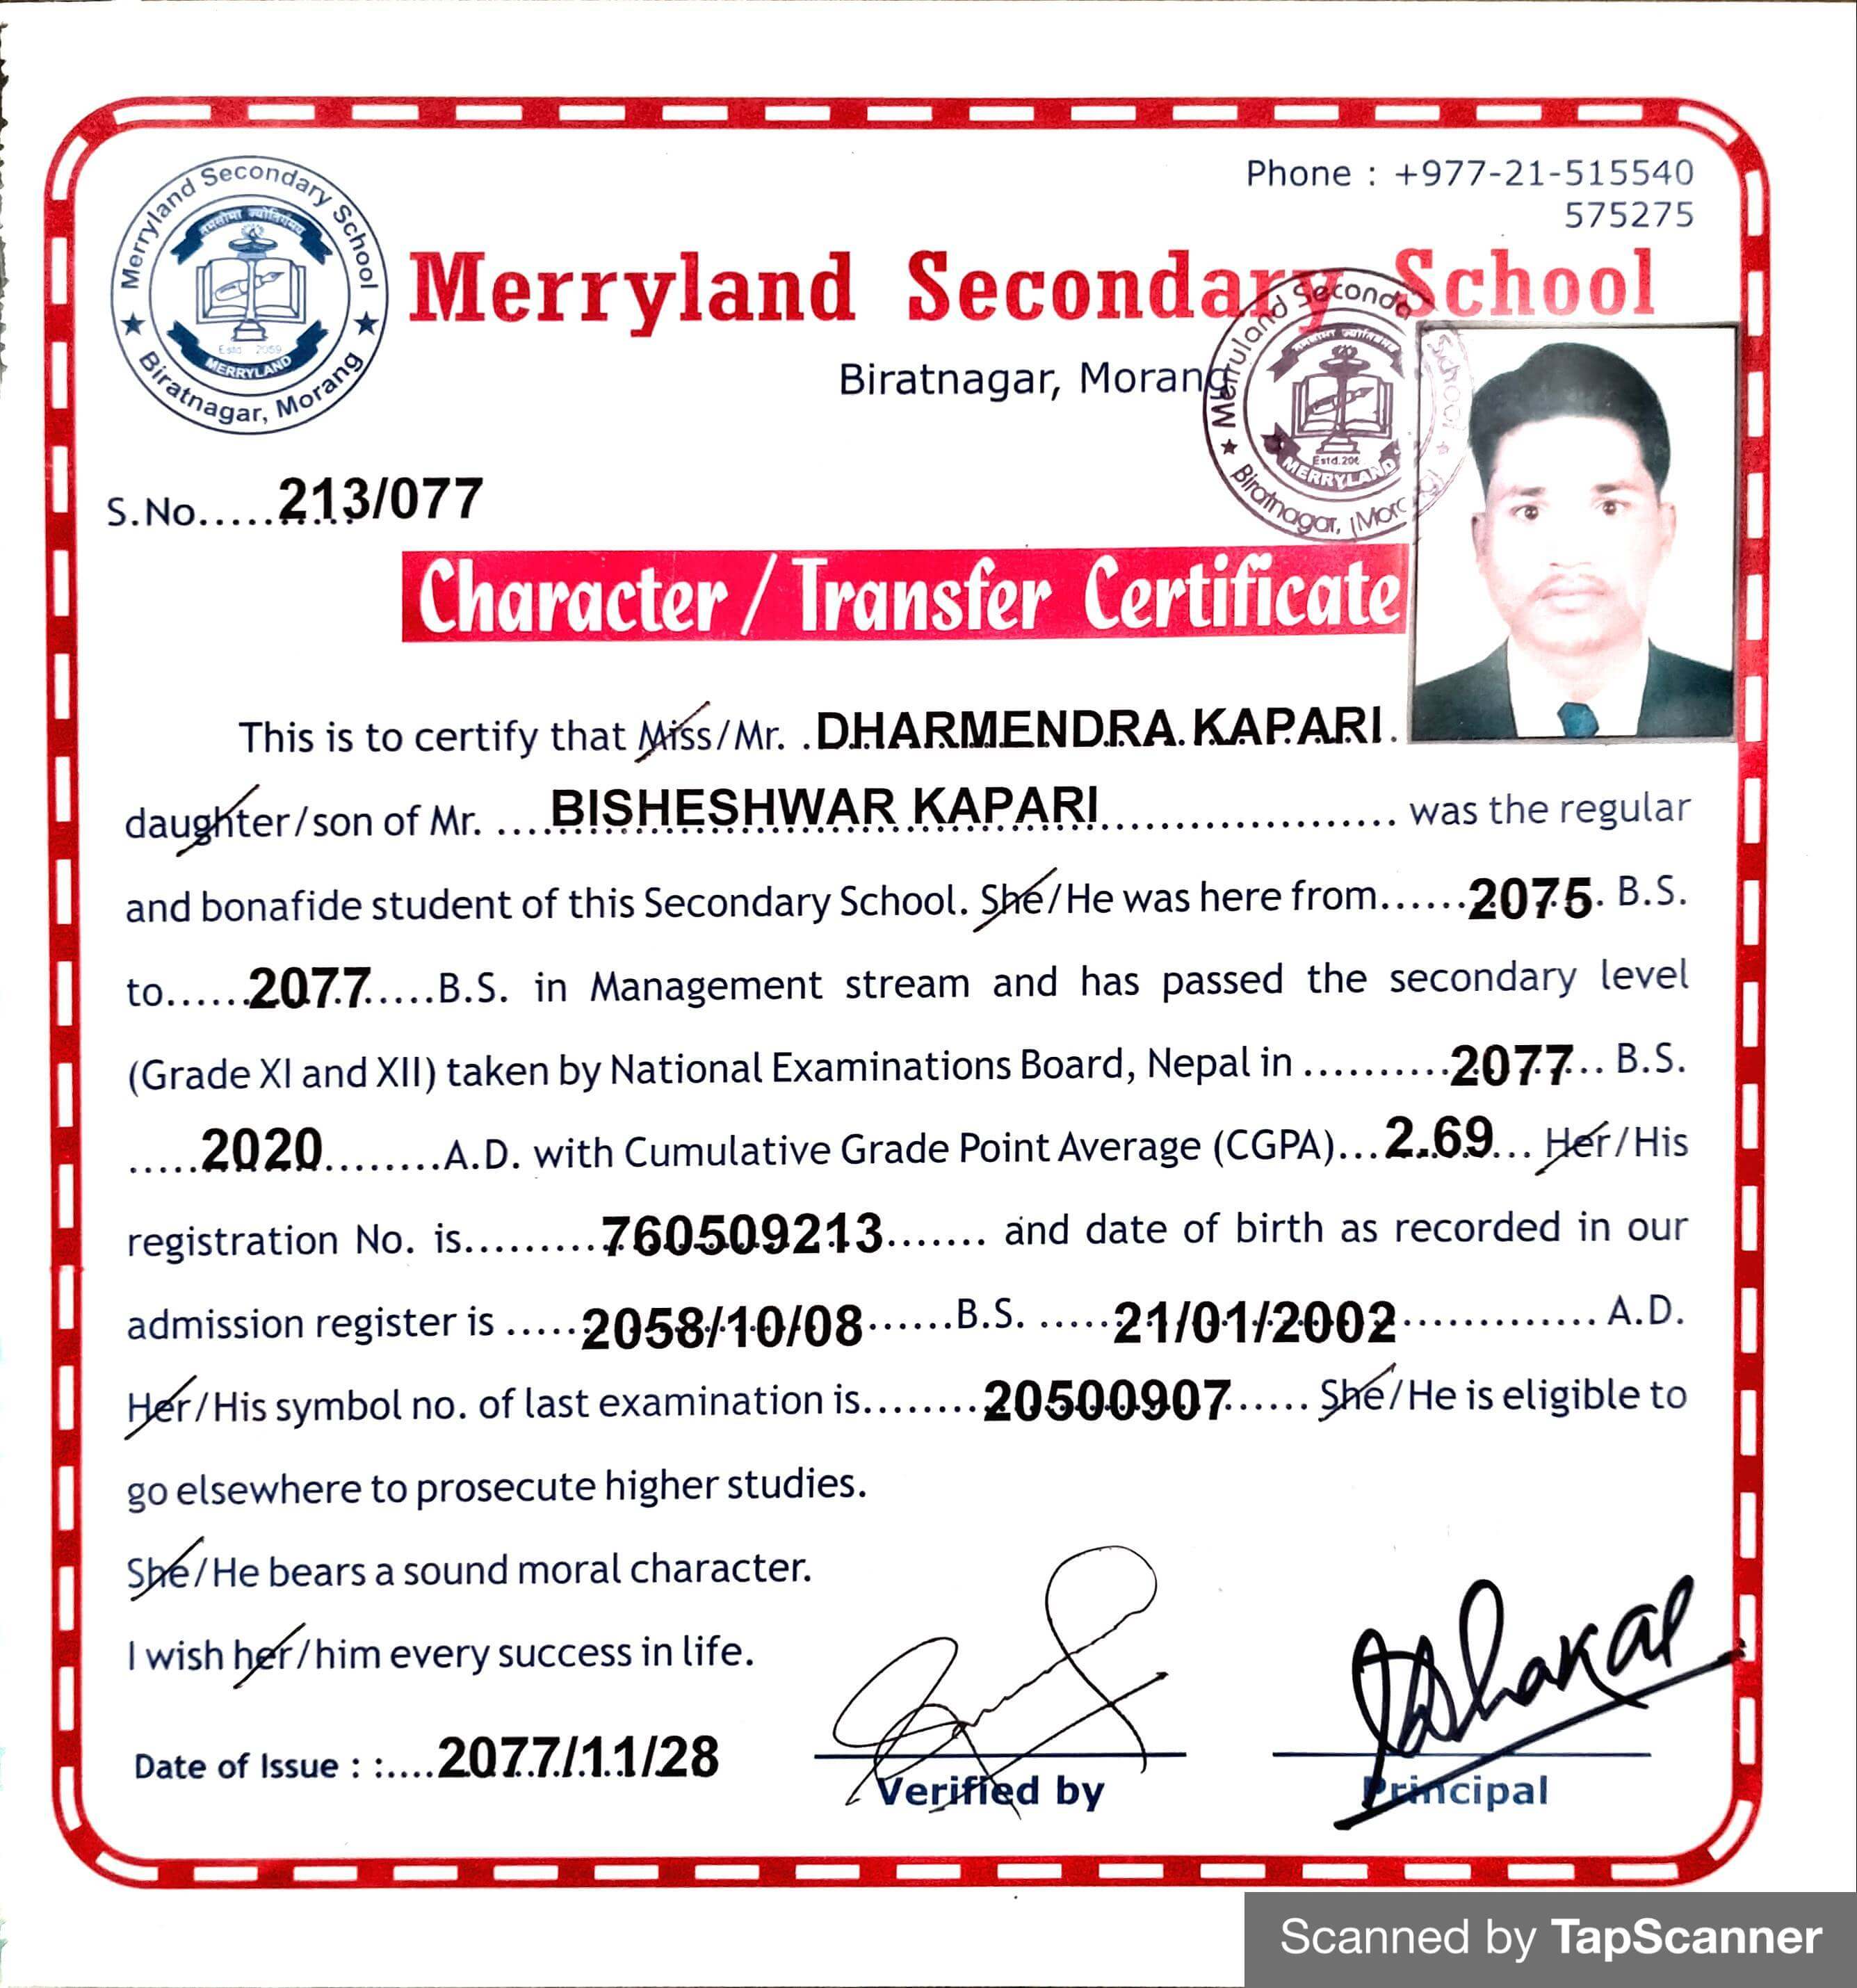 Phone : +977-21-515540
575275
Merryland Secondary School
Biratnagar, Morang
Merryland Secondary School
Biratnagar, Morang
तमसोमा ज्योतिर्गमय
Estd. 2059
MERRYLAND
Merryland Secondary School
Biratnagar, (Morang)
MERRYLAND
S.No..........213/077
Character / Transfer Certificate
This is to certify that Miss/Mr. .DHARMENDRA KAPARI.
daughter/son of Mr. ....BISHESHWAR KAPARI.................... was the regular
and bonafide student of this Secondary School. She/He was here from......2075. B.S.
to......2077.....B.S. in Management stream and has passed the secondary level
(Grade XI and XII) taken by National Examinations Board, Nepal in ..........2077... B.S.
.....2020........A.D. with Cumulative Grade Point Average (CGPA)...2.69... Her/His
registration No. is..........760509213....... and date of birth as recorded in our
admission register is .....2058/10/08......B.S. .....21/01/2002.............. A.D.
Her/His symbol no. of last examination is........20500907...... She/He is eligible to
go elsewhere to prosecute higher studies.
She/He bears a sound moral character.
I wish her/him every success in life.
Date of Issue : :....2077/11/28
Verified by
Principal
Scanned by TapScanner